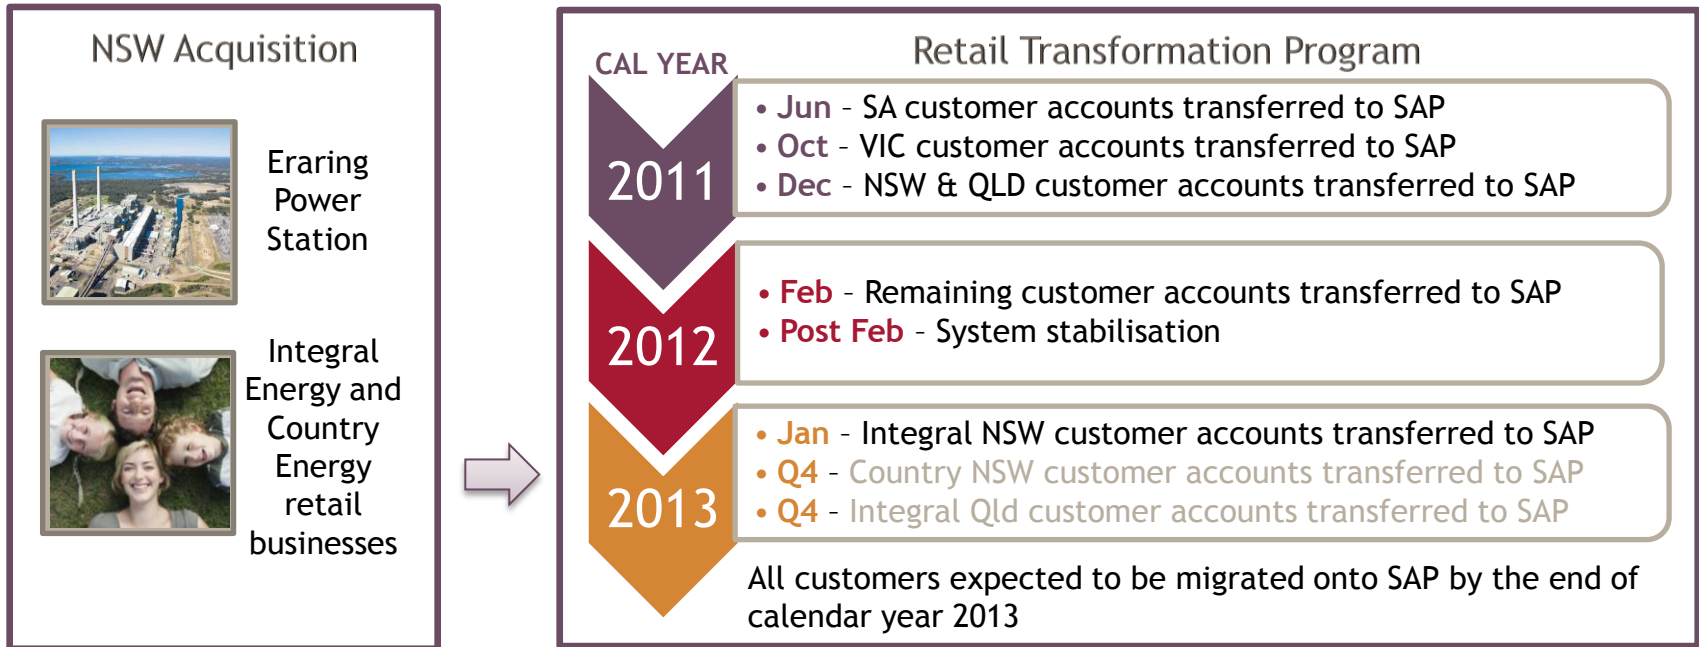 NSW Acquisition
Eraring
Power
Station
Integral
Energy and
Country
Energy
retail
businesses
Retail Transformation Program
CAL YEAR
2011
• Jun – SA customer accounts transferred to SAP
• Oct – VIC customer accounts transferred to SAP
• Dec – NSW & QLD customer accounts transferred to SAP
2012
• Feb – Remaining customer accounts transferred to SAP
• Post Feb – System stabilisation
2013
• Jan – Integral NSW customer accounts transferred to SAP
• Q4 – Country NSW customer accounts transferred to SAP
• Q4 – Integral Qld customer accounts transferred to SAP
All customers expected to be migrated onto SAP by the end of
calendar year 2013